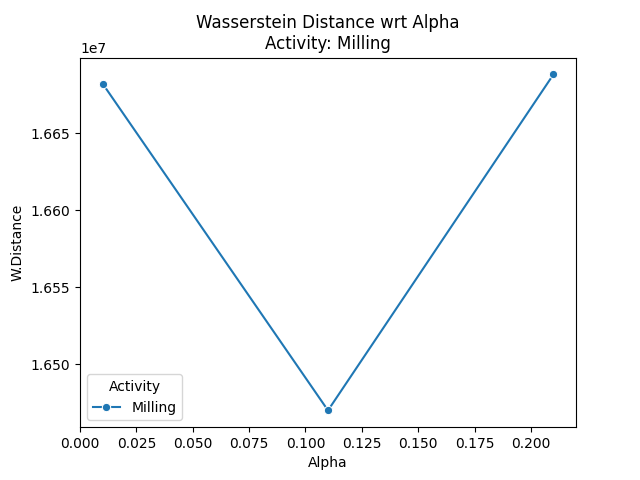 Wasserstein Distance wrt Alpha
Activity: Milling
1e7
1.665
1.660
1.655
1.650
W.Distance
Activity
Milling
0.000 0.025 0.050 0.075 0.100 0.125 0.150 0.175 0.200
Alpha